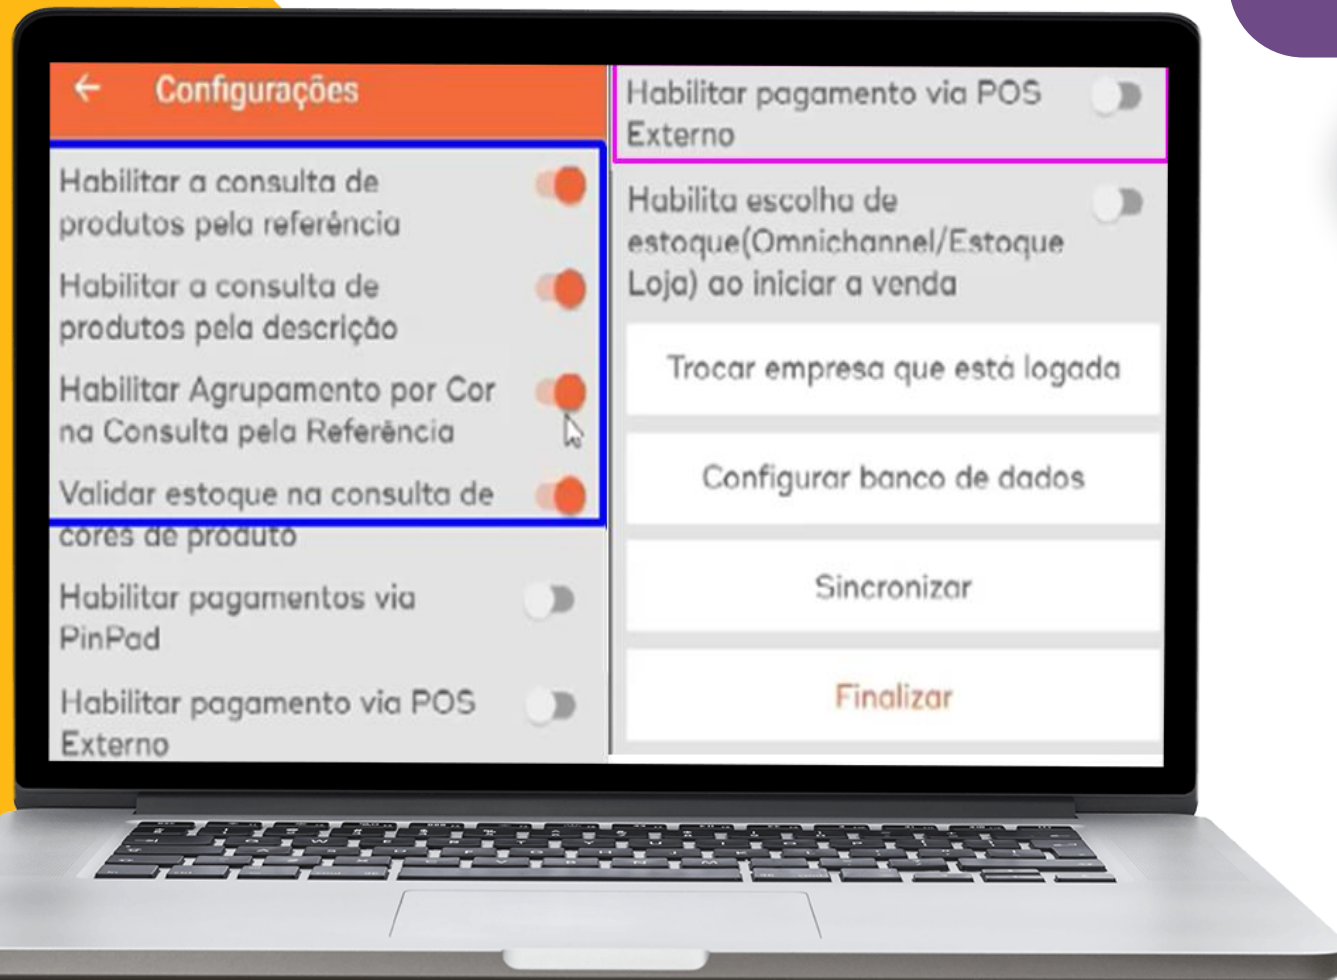 Configurações
Habilitar a consulta de
produtos pela referência
Habilitar a consulta de
produtos pela descrição
Habilitar Agrupamento por Cor
na Consulta pela Referência
Validar estoque na consulta de
cores de produto
Habilitar pagamentos via
PinPad
Habilitar pagamento via POS
Externo
Habilitar pagamento via POS
Externo
Habilita escolha de
estoque(Omnichannel/Estoque
Loja) ao iniciar a venda
Trocar empresa que está logada
Configurar banco de dados
Sincronizar
Finalizar